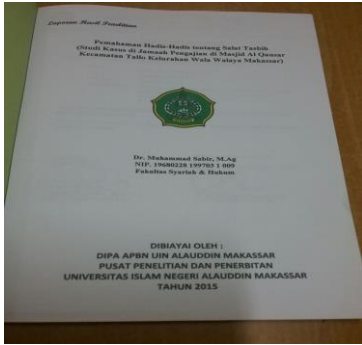 Laporan Hasil Penelitian
Pemahaman Hadis-Hadis tentang Salat Tasbih
(Studi Kasus di Jamaah Pengajian di Masjid Al Qausar
Kecamatan Tallo Kelurahan Wala Walaya Makassar)
Dr. Muhammad Sabir, M.Ag
NIP. 19680228 199703 1 009
Fakultas Syariah & Hukum
DIBIAYAI OLEH :
DIPA APBN UIN ALAUDDIN MAKASSAR
PUSAT PENELITIAN DAN PENERBITAN
UNIVERSITAS ISLAM NEGERI ALAUDDIN MAKASSAR
TAHUN 2015